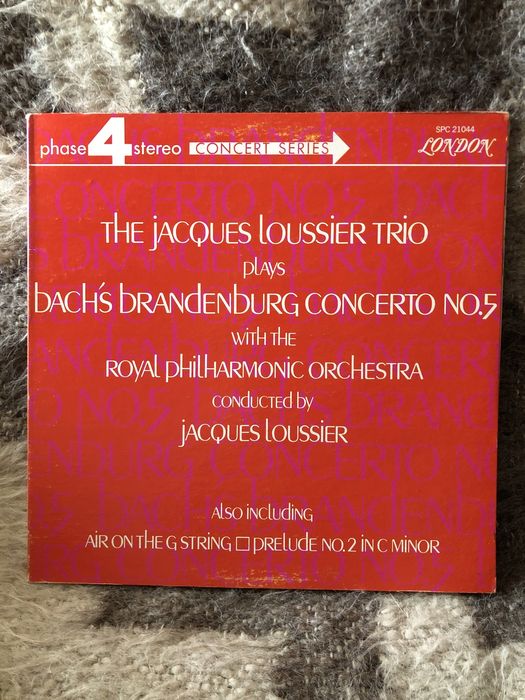 SPC 21044
phase 4 stereo CONCERT SERIES LONDON
THE JACQUES LOUSSIER TRIO
plays
BACH'S BRANDENBURG CONCERTO NO.5
WITH THE
ROYAL PHILHARMONIC ORCHESTRA
CONDUCTED by
JACQUES LOUSSIER
Also including
AIR ON THE G STRING □ PRELUDE NO.2 IN C MINOR